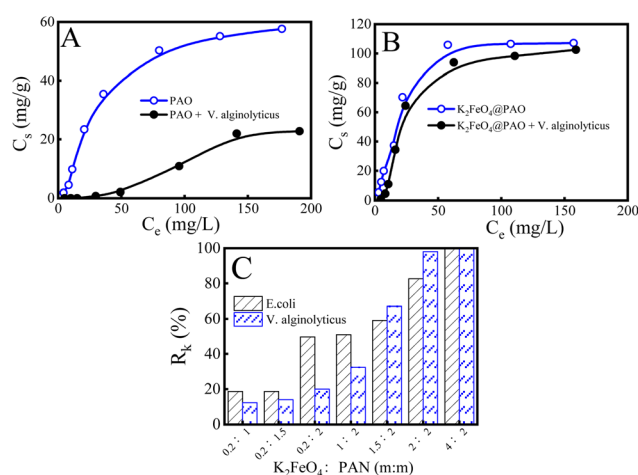 A
60
40
20
0
Cs (mg/g)
PAO
PAO + V. alginolyticus
0 50 100 150 200
Ce (mg/L)
B
120
100
80
60
40
20
0
Cs (mg/g)
K2FeO4@PAO
K2FeO4@PAO + V. alginolyticus
0 50 100 150 200
Ce (mg/L)
C
100
80
60
40
20
0
Rk (%)
E.coli
V. alginolyticus
0.2 : 1
0.2 : 1.5
0.2 : 2
1 : 2
1.5 : 2
2 : 2
4 : 2
K2FeO4: PAN (m:m)